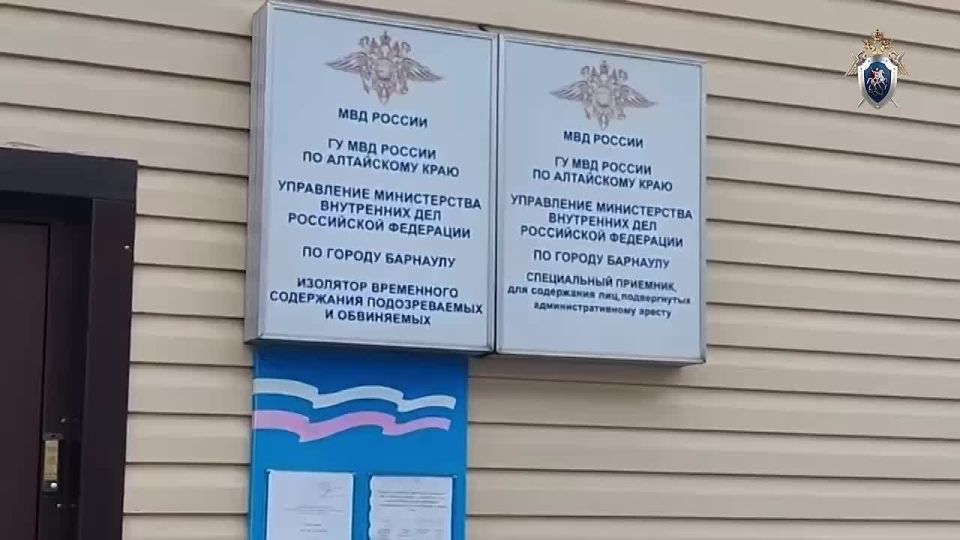 МВД РОССИИ
ГУ МВД РОССИИ
ПО АЛТАЙСКОМУ КРАЮ
УПРАВЛЕНИЕ МИНИСТЕРСТВА
ВНУТРЕННИХ ДЕЛ
РОССИЙСКОЙ ФЕДЕРАЦИИ
ПО ГОРОДУ БАРНАУЛУ
ИЗОЛЯТОР ВРЕМЕННОГО
СОДЕРЖАНИЯ ПОДОЗРЕВАЕМЫХ
И ОБВИНЯЕМЫХ
МВД РОССИИ
ГУ МВД РОССИИ
ПО АЛТАЙСКОМУ КРАЮ
УПРАВЛЕНИЕ МИНИСТЕРСТВА
ВНУТРЕННИХ ДЕЛ
РОССИЙСКОЙ ФЕДЕРАЦИИ
ПО ГОРОДУ БАРНАУЛУ
СПЕЦИАЛЬНЫЙ ПРИЕМНИК,
для содержания лиц, подвергнутых
административному аресту